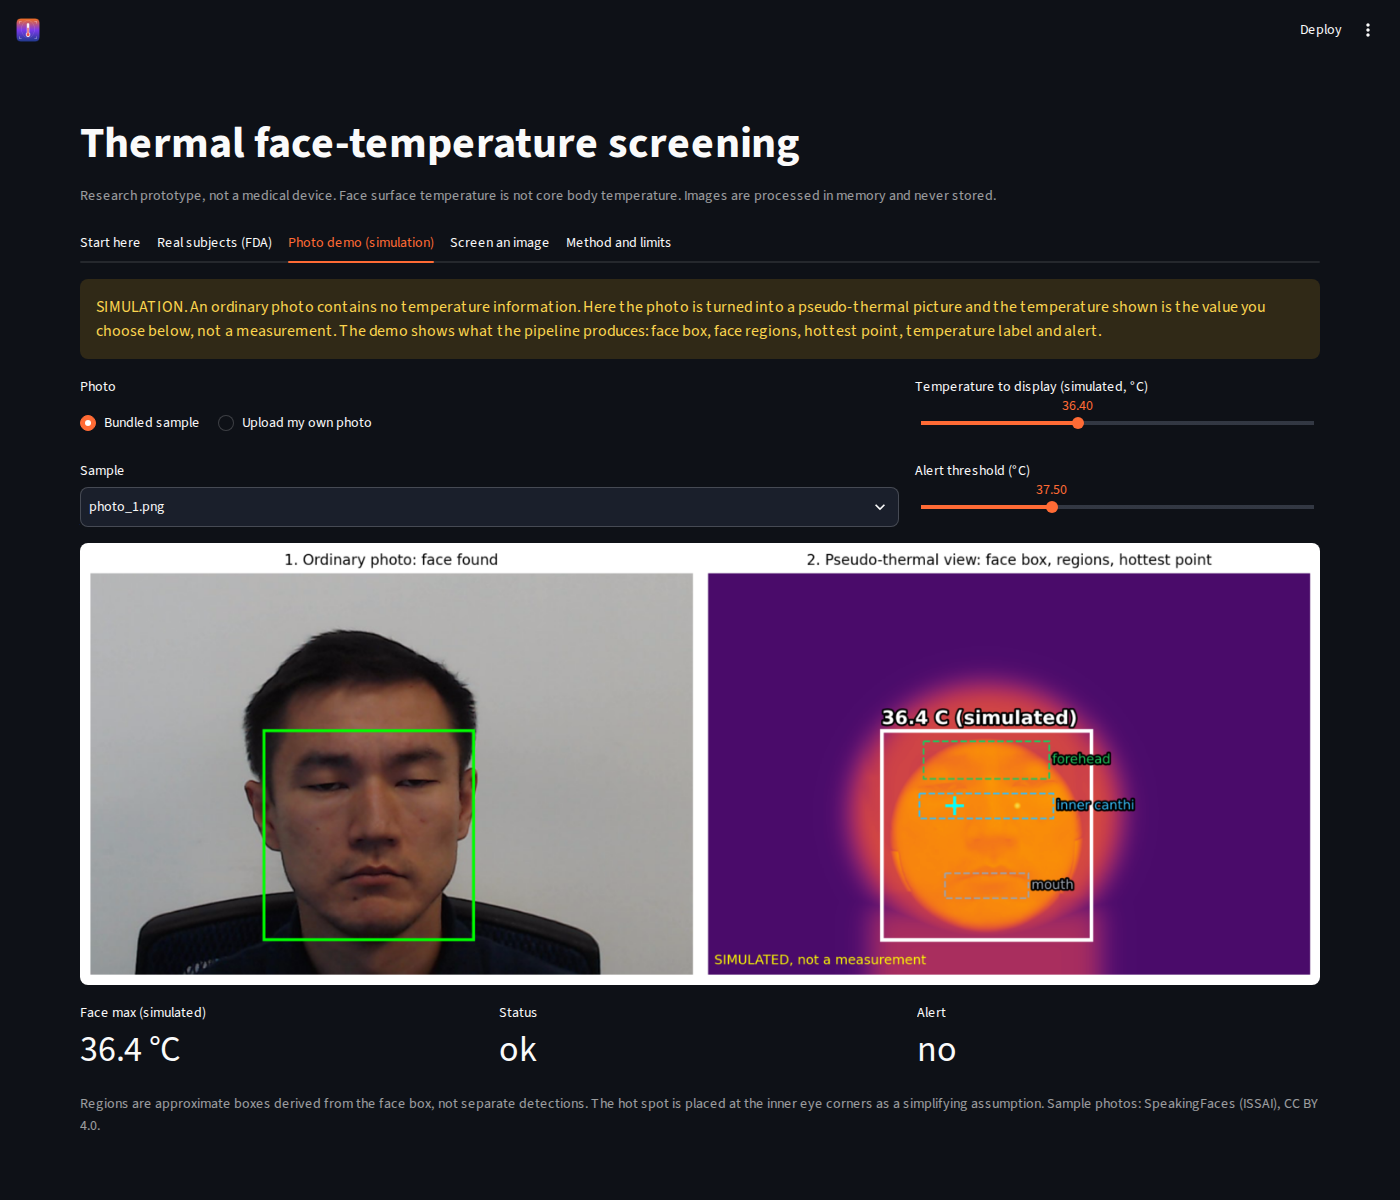 Deploy
Thermal face-temperature screening
Research prototype, not a medical device. Face surface temperature is not core body temperature. Images are processed in memory and never stored.
Start here
Real subjects (FDA)
Photo demo (simulation)
Screen an image
Method and limits
SIMULATION. An ordinary photo contains no temperature information. Here the photo is turned into a pseudo-thermal picture and the temperature shown is the value you
choose below, not a measurement. The demo shows what the pipeline produces: face box, face regions, hottest point, temperature label and alert.
Photo
Bundled sample
Upload my own photo
Temperature to display (simulated, °C)
36.40
Sample
photo_1.png
Alert threshold (°C)
37.50
1. Ordinary photo: face found
2. Pseudo-thermal view: face box, regions, hottest point
36.4 C (simulated)
forehead
inner canthi
mouth
SIMULATED, not a measurement
Face max (simulated)
36.4 °C
Status
ok
Alert
no
Regions are approximate boxes derived from the face box, not separate detections. The hot spot is placed at the inner eye corners as a simplifying assumption. Sample photos: SpeakingFaces (ISSAI), CC BY
4.0.